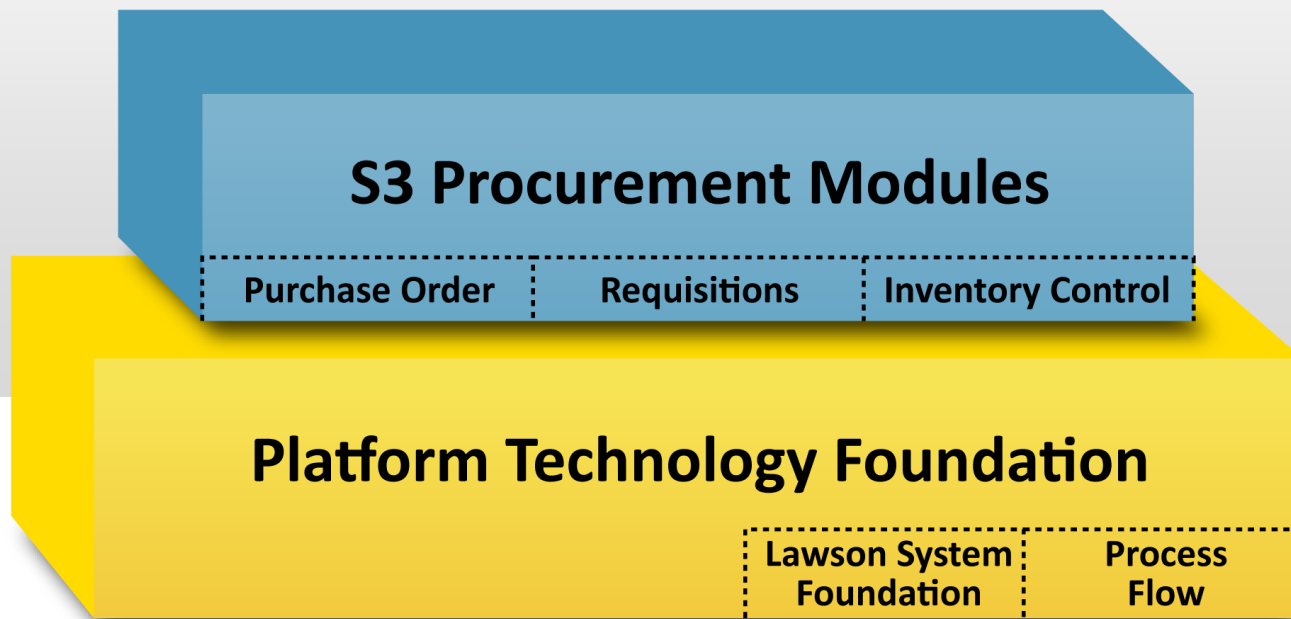 S3 Procurement Modules
Purchase Order
Requisitions
Inventory Control
Platform Technology Foundation
Lawson System
Foundation
Process
Flow